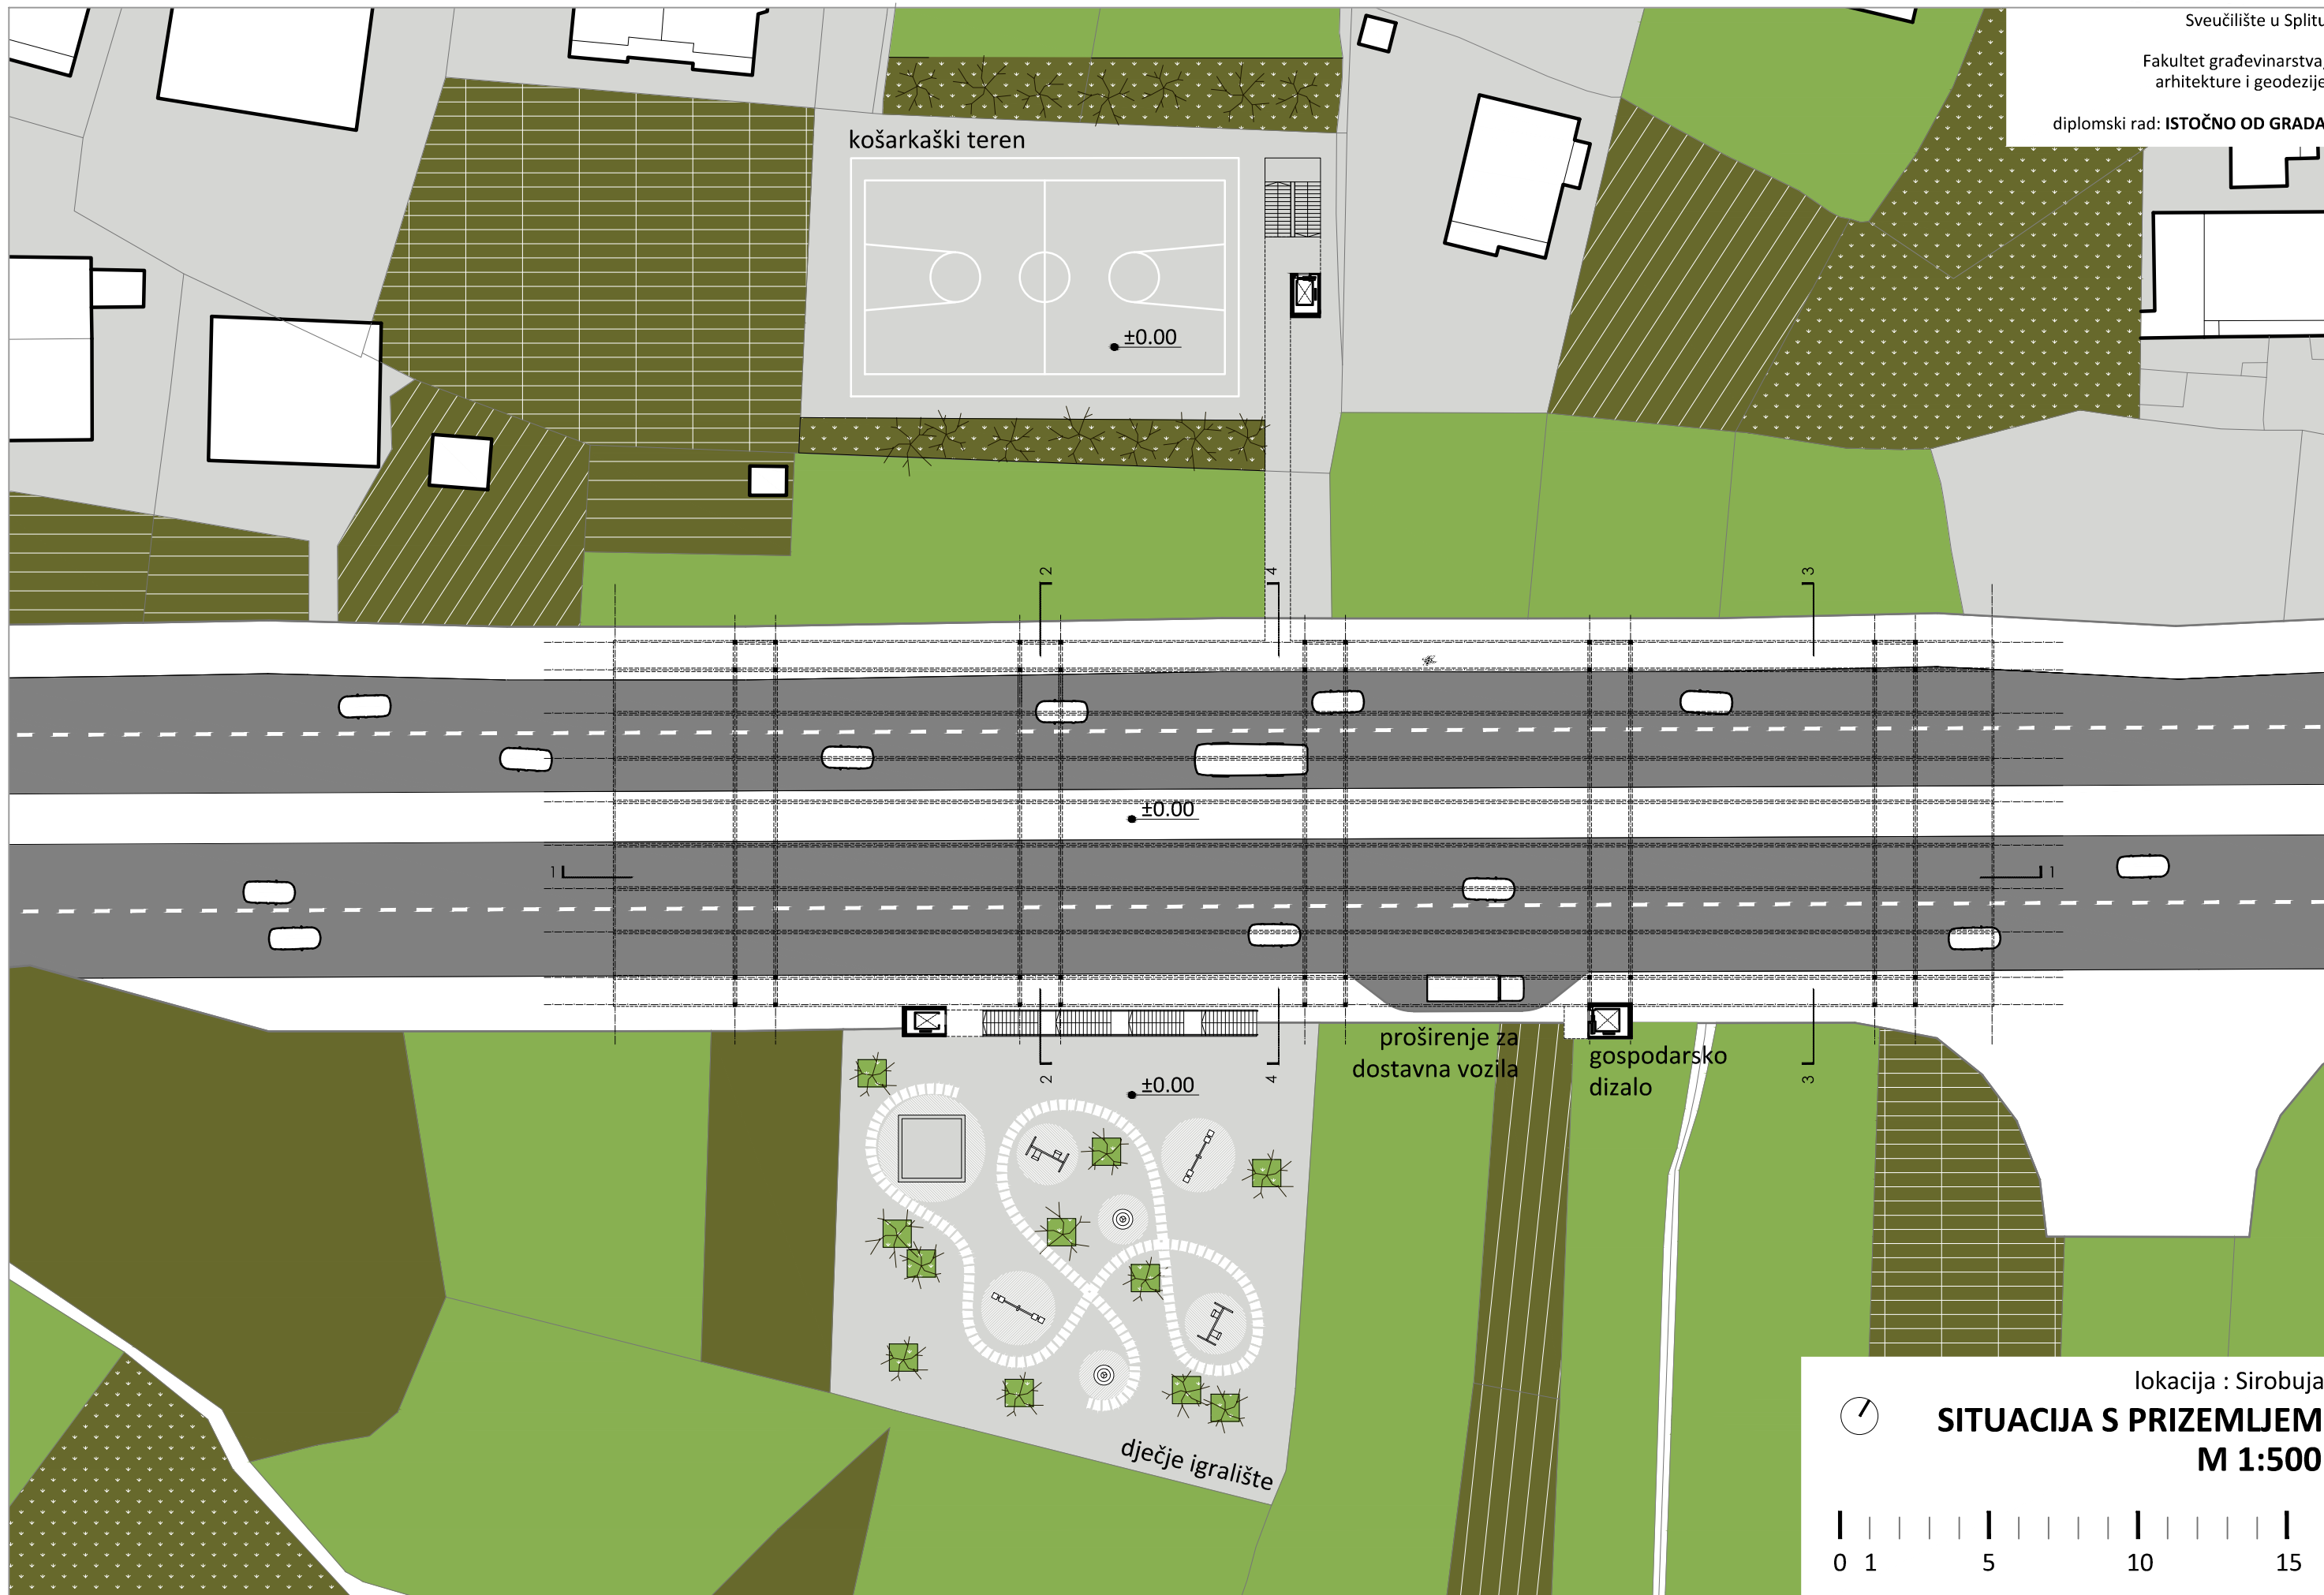 Sveučilište u Splitu
Fakultet građevinarstva,
arhitekture i geodezije
diplomski rad: ISTOČNO OD GRADA
košarkaški teren
±0.00
2
4
3
±0.00
1
1
proširenje za
dostavna vozila
gospodarsko
dizalo
2
4
3
±0.00
dječje igralište
lokacija : Sirobuja
SITUACIJA S PRIZEMLJEM
M 1:500
0 1 5 10 15